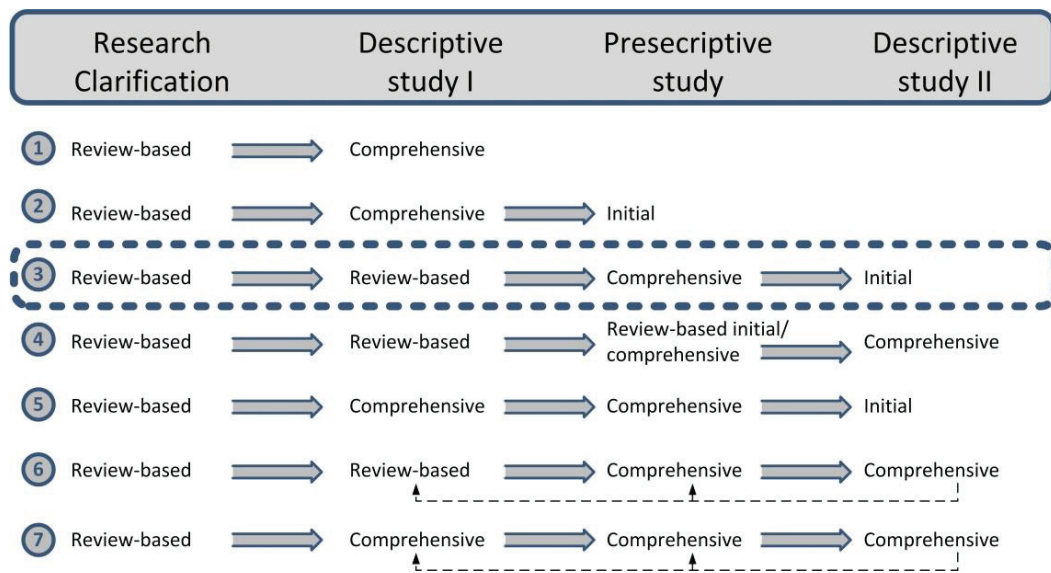 Research Descriptive Presecriptive Descriptive
Clarification study I study study II
1 Review-based Comprehensive
2 Review-based Comprehensive Initial
3 Review-based Review-based Comprehensive Initial
4 Review-based Review-based Review-based initial/ comprehensive Comprehensive
5 Review-based Comprehensive Comprehensive Initial
6 Review-based Review-based Comprehensive Comprehensive
7 Review-based Comprehensive Comprehensive Comprehensive